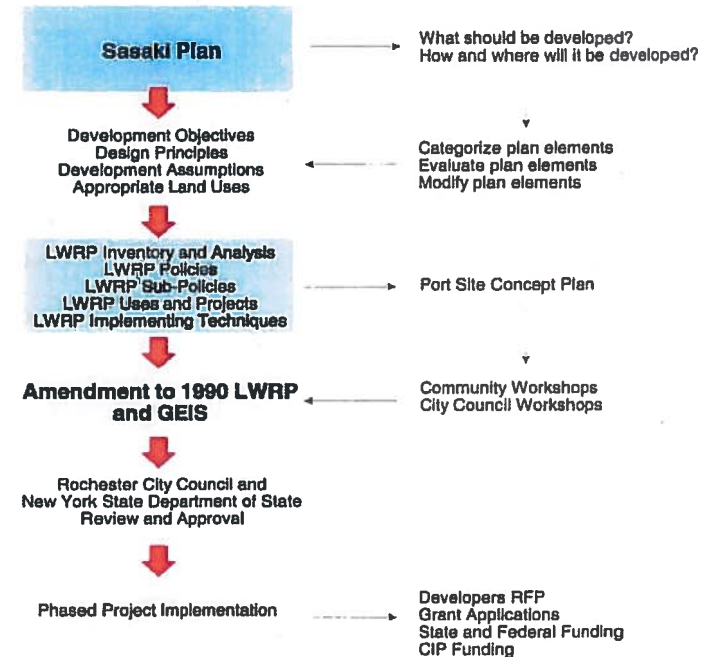 Sasaki Plan
What should be developed?
How and where will it be developed?
Development Objectives
Design Principles
Development Assumptions
Appropriate Land Uses
Categorize plan elements
Evaluate plan elements
Modify plan elements
LWRP Inventory and Analysis
LWRP Policies
LWRP Sub-Policies
LWRP Uses and Projects
LWRP Implementing Techniques
Port Site Concept Plan
Amendment to 1990 LWRP
and GEIS
Community Workshops
City Council Workshops
Rochester City Council and
New York State Department of State
Review and Approval
Phased Project Implementation
Developers RFP
Grant Applications
State and Federal Funding
CIP Funding